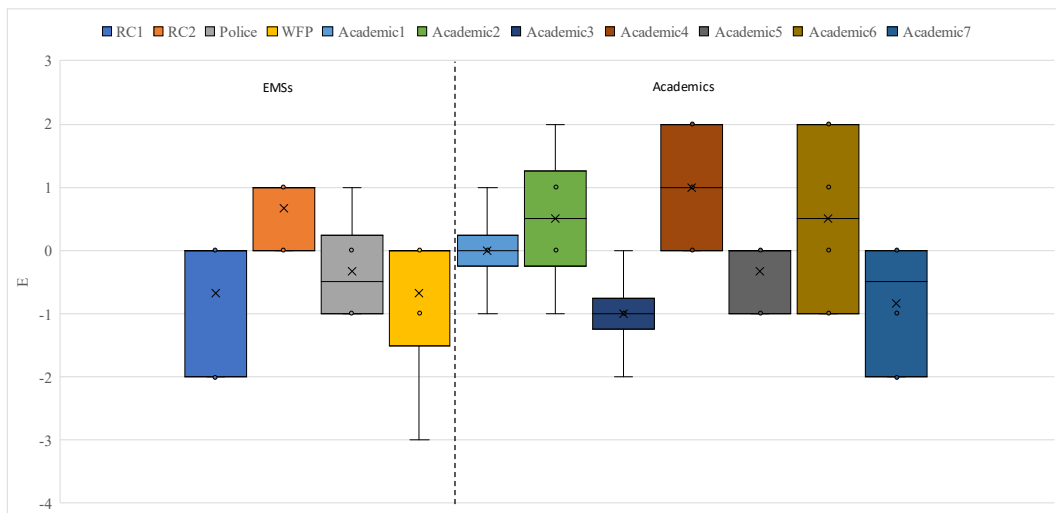 RC1 RC2 Police WFP Academic1 Academic2 Academic3 Academic4 Academic5 Academic6 Academic7
3
EMSs Academics
2
1
0
E
-1
-2
-3
-4